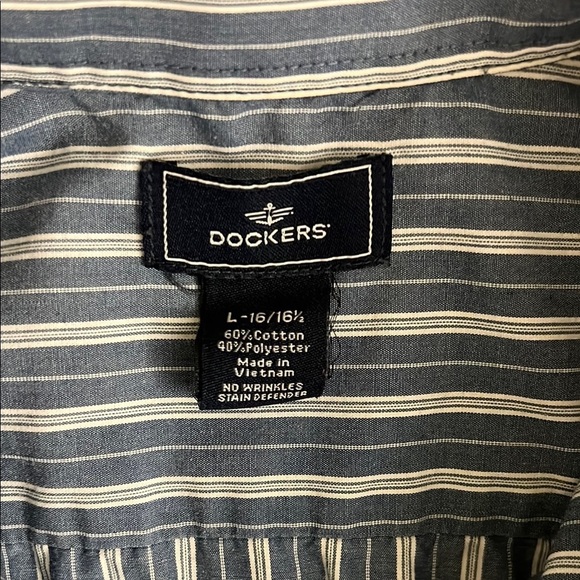 DOCKERS®
L-16/16½
60%Cotton
40%Polyester
Made in
Vietnam
NO WRINKLES
STAIN DEFENDER